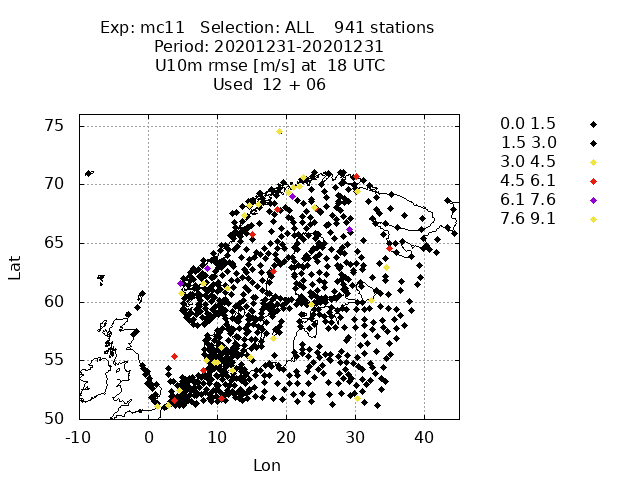 Exp: mc11 Selection: ALL 941 stations
Period: 20201231-20201231
U10m rmse [m/s] at 18 UTC
Used 12 + 06
0.0 1.5
1.5 3.0
3.0 4.5
4.5 6.1
6.1 7.6
7.6 9.1
75
70
65
60
55
50
Lat
-10 0 10 20 30 40
Lon